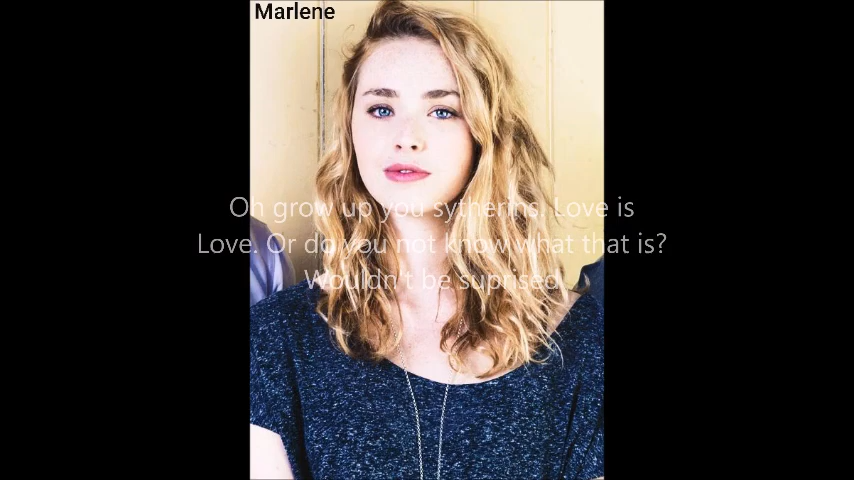 Marlene
Oh grow up you sytherins. Love is
Love. Or do you not know what that is?
Wouldn't be suprised.